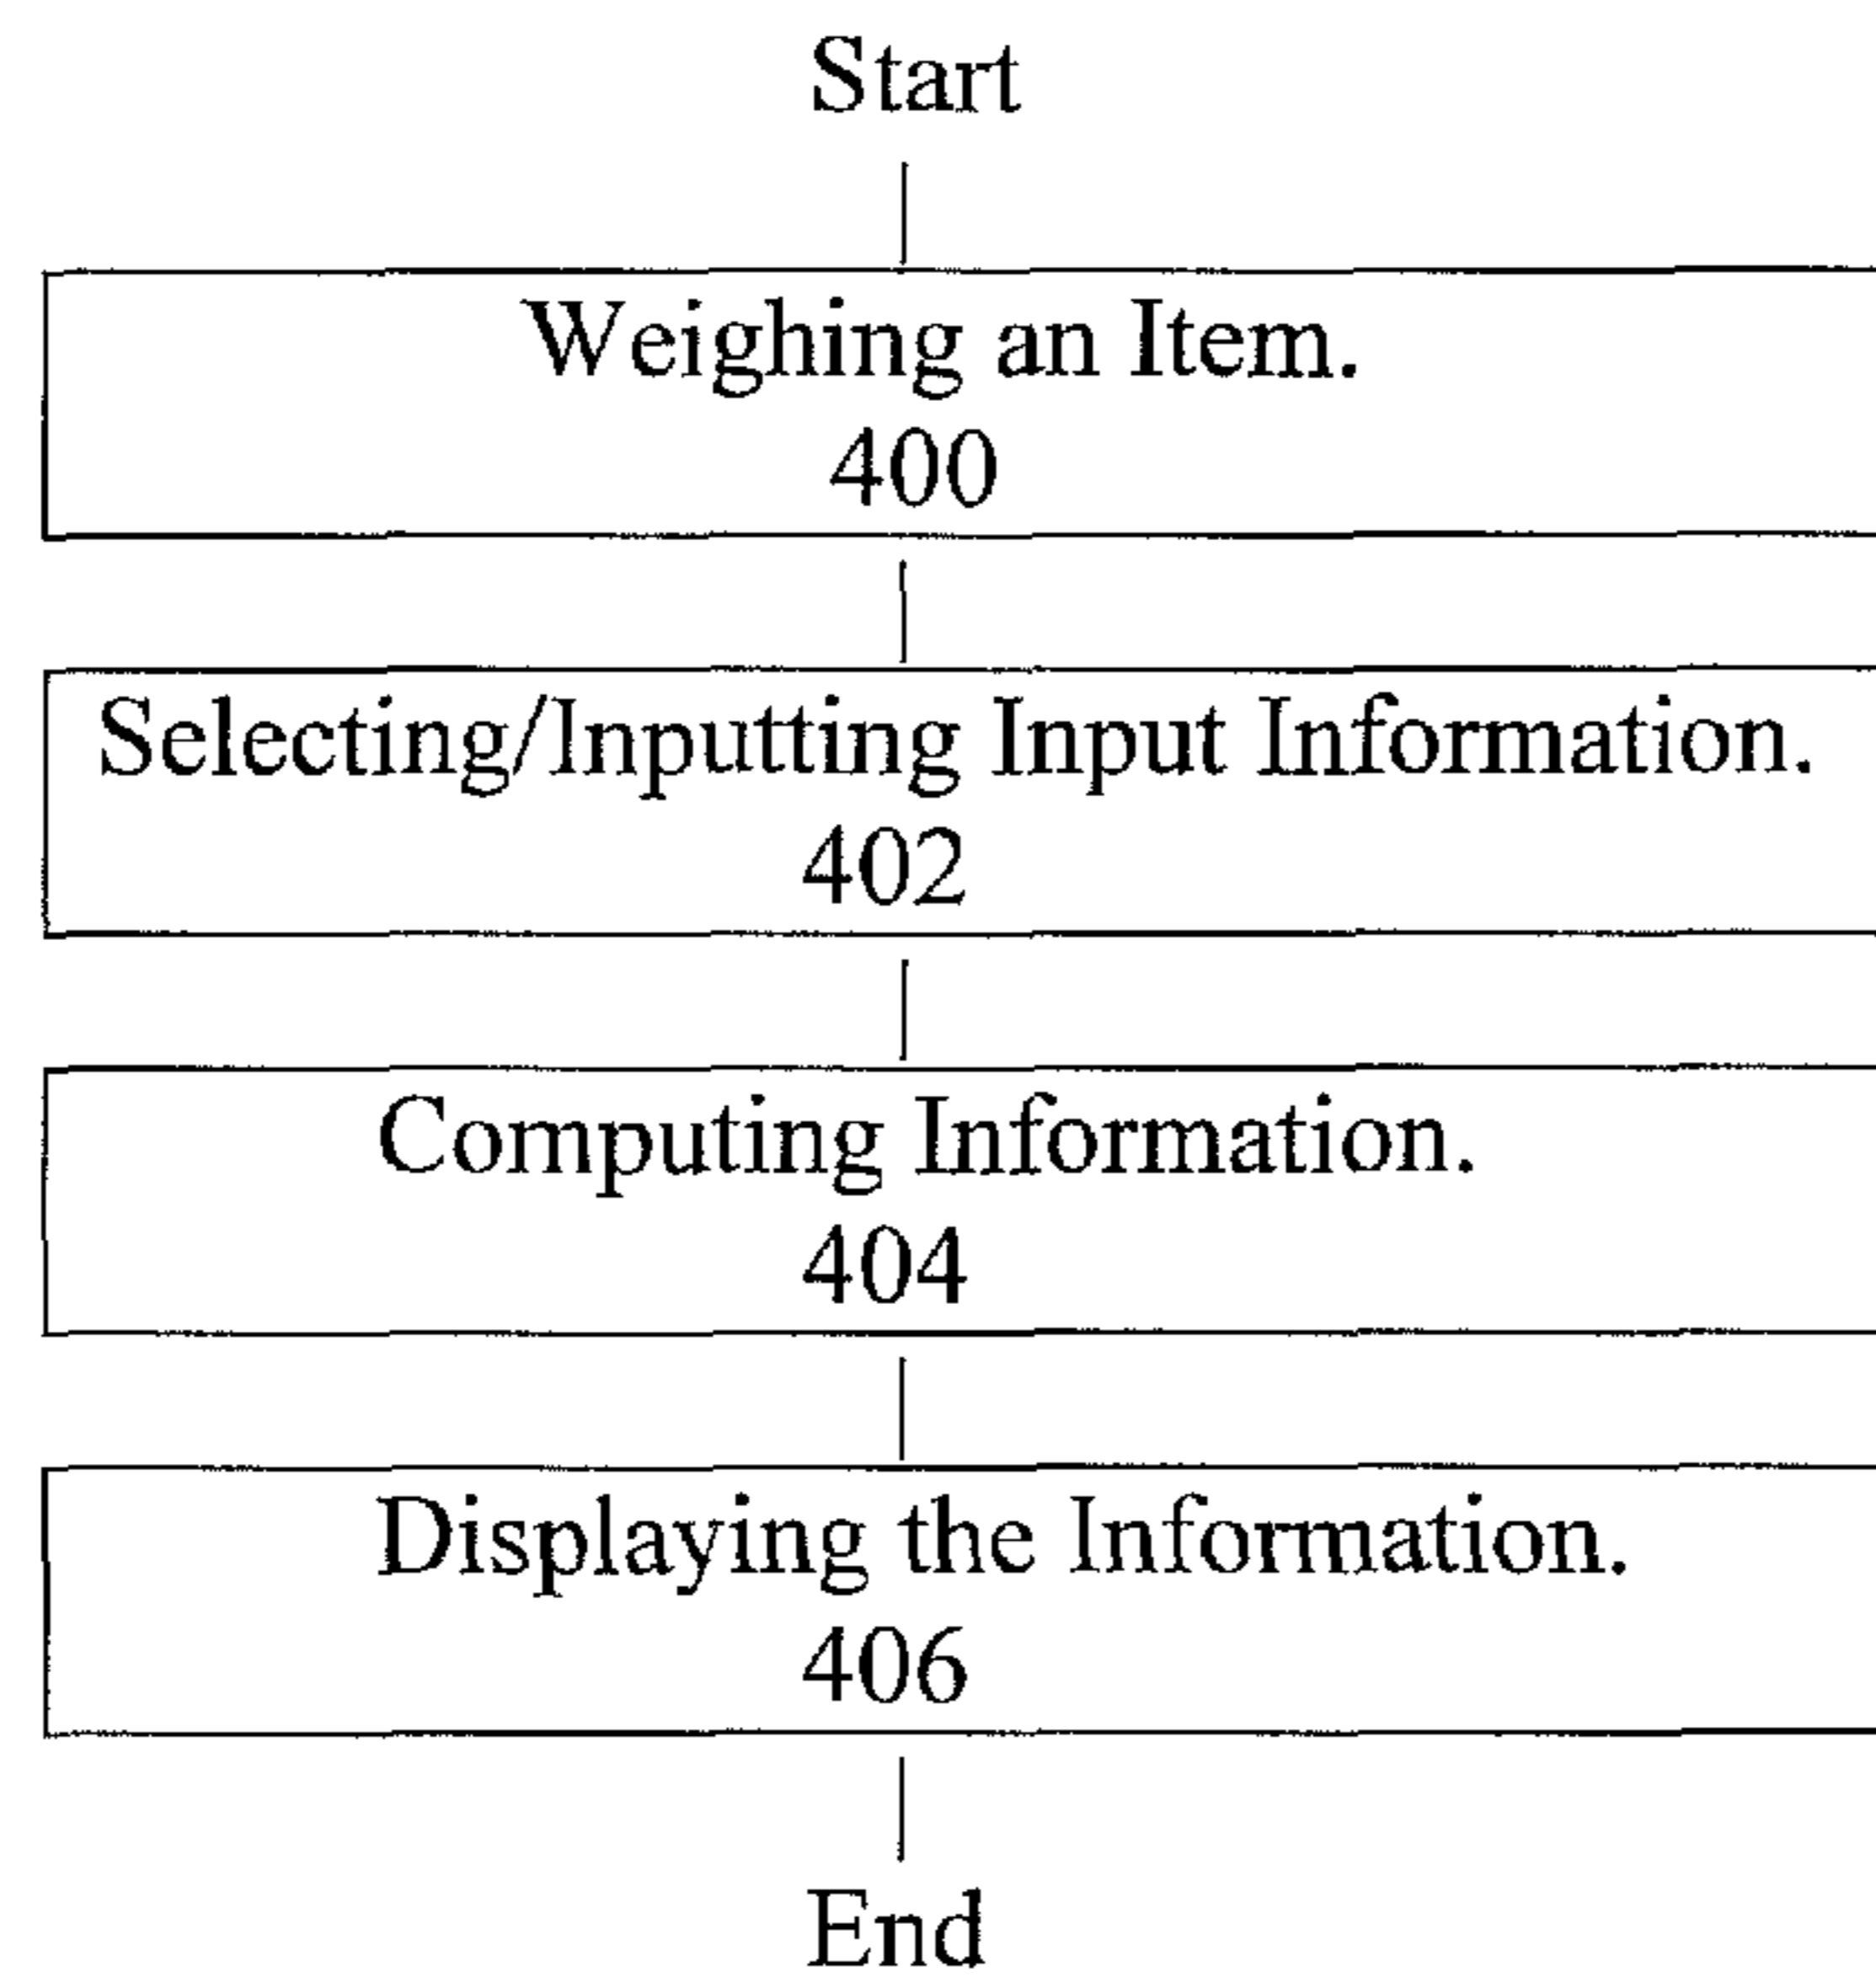 Start
Weighing an Item.
400
Selecting/Inputting Input Information.
402
Computing Information.
404
Displaying the Information.
406
End